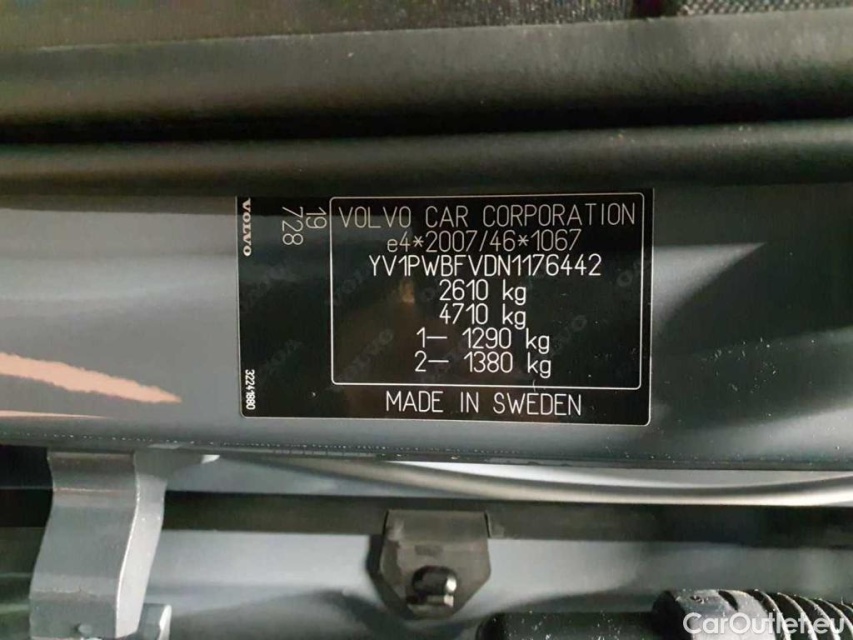 VOLVO
19
728
VOLVO CAR CORPORATION
e4*2007/46*1067
YV1PWBFVDN1176442
2610 kg
4710 kg
1– 1290 kg
2– 1380 kg
32241880
MADE IN SWEDEN
CarOutlet.eu